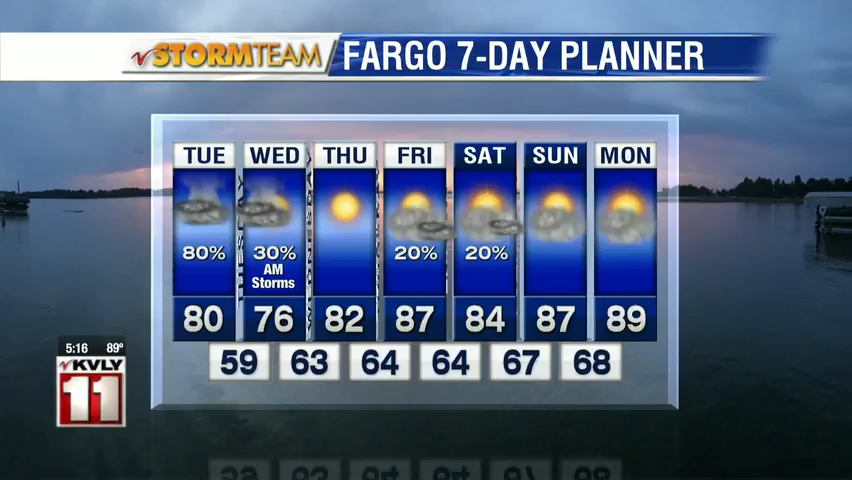 STORMTEAM FARGO 7-DAY PLANNER
TUE WED THU FRI SAT SUN MON
80% 30% 20% 20%
AM
Storms
80 76 82 87 84 87 89
59 63 64 64 67 68
5:16 89°
KVLY
11